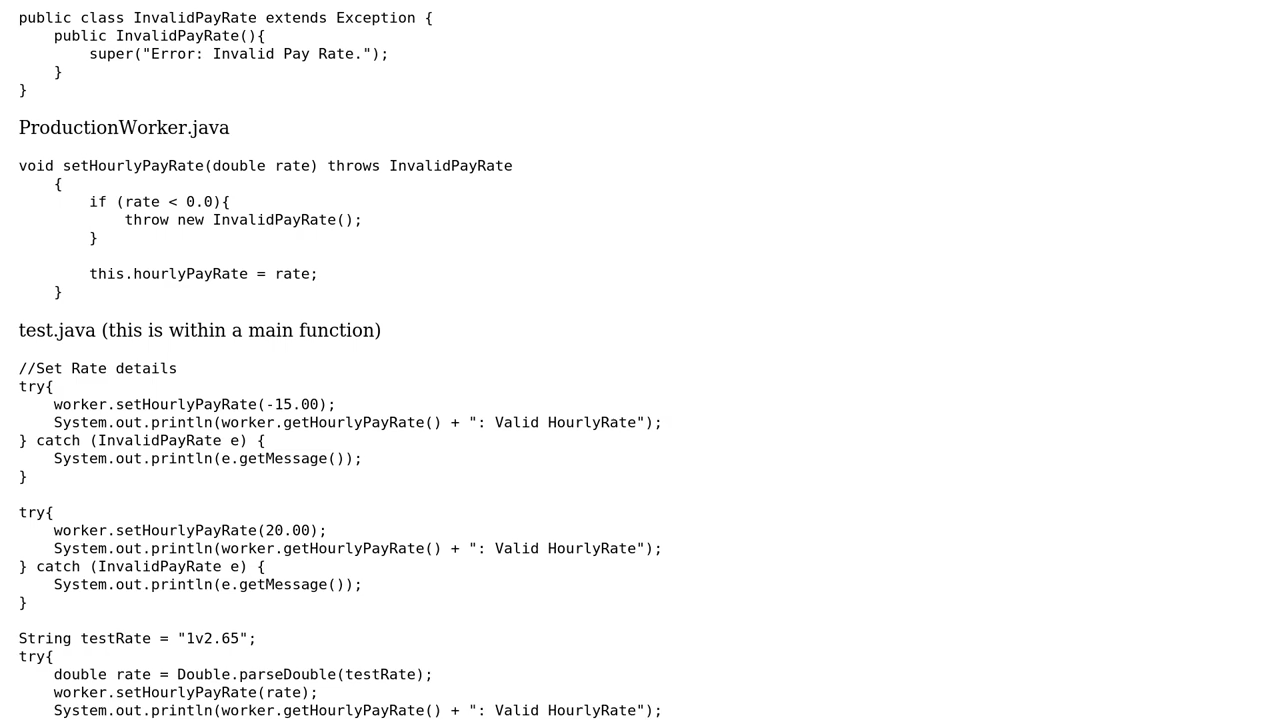 public class InvalidPayRate extends Exception {
    public InvalidPayRate(){
        super("Error: Invalid Pay Rate.");
    }
}
ProductionWorker.java
void setHourlyPayRate(double rate) throws InvalidPayRate
    {
        if (rate < 0.0){
            throw new InvalidPayRate();
        }
        this.hourlyPayRate = rate;
    }
test.java (this is within a main function)
//Set Rate details
try{
    worker.setHourlyPayRate(-15.00);
    System.out.println(worker.getHourlyPayRate() + ": Valid HourlyRate");
} catch (InvalidPayRate e) {
    System.out.println(e.getMessage());
}
try{
    worker.setHourlyPayRate(20.00);
    System.out.println(worker.getHourlyPayRate() + ": Valid HourlyRate");
} catch (InvalidPayRate e) {
    System.out.println(e.getMessage());
}
String testRate = "1v2.65";
try{
    double rate = Double.parseDouble(testRate);
    worker.setHourlyPayRate(rate);
    System.out.println(worker.getHourlyPayRate() + ": Valid HourlyRate");